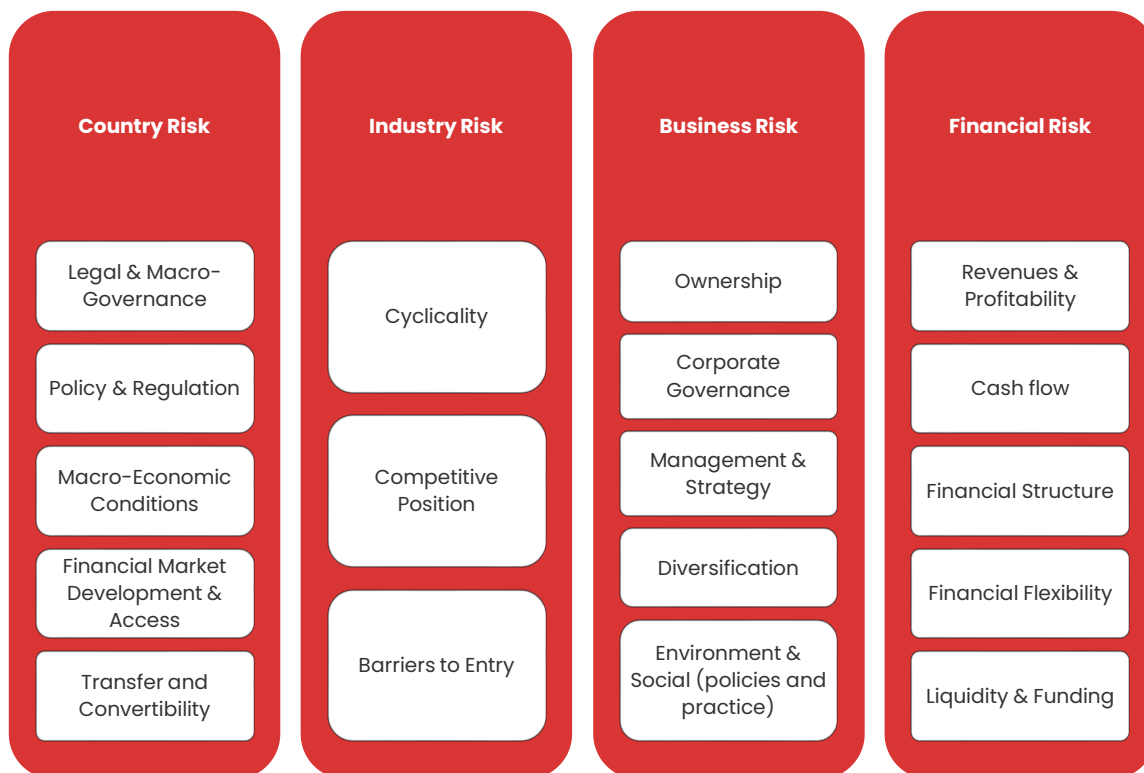 Country Risk
Legal & Macro-
Governance
Policy & Regulation
Macro-Economic
Conditions
Financial Market
Development &
Access
Transfer and
Convertibility
Industry Risk
Cyclicality
Competitive
Position
Barriers to Entry
Business Risk
Ownership
Corporate
Governance
Management &
Strategy
Diversification
Environment &
Social (policies and
practice)
Financial Risk
Revenues &
Profitability
Cash flow
Financial Structure
Financial Flexibility
Liquidity & Funding